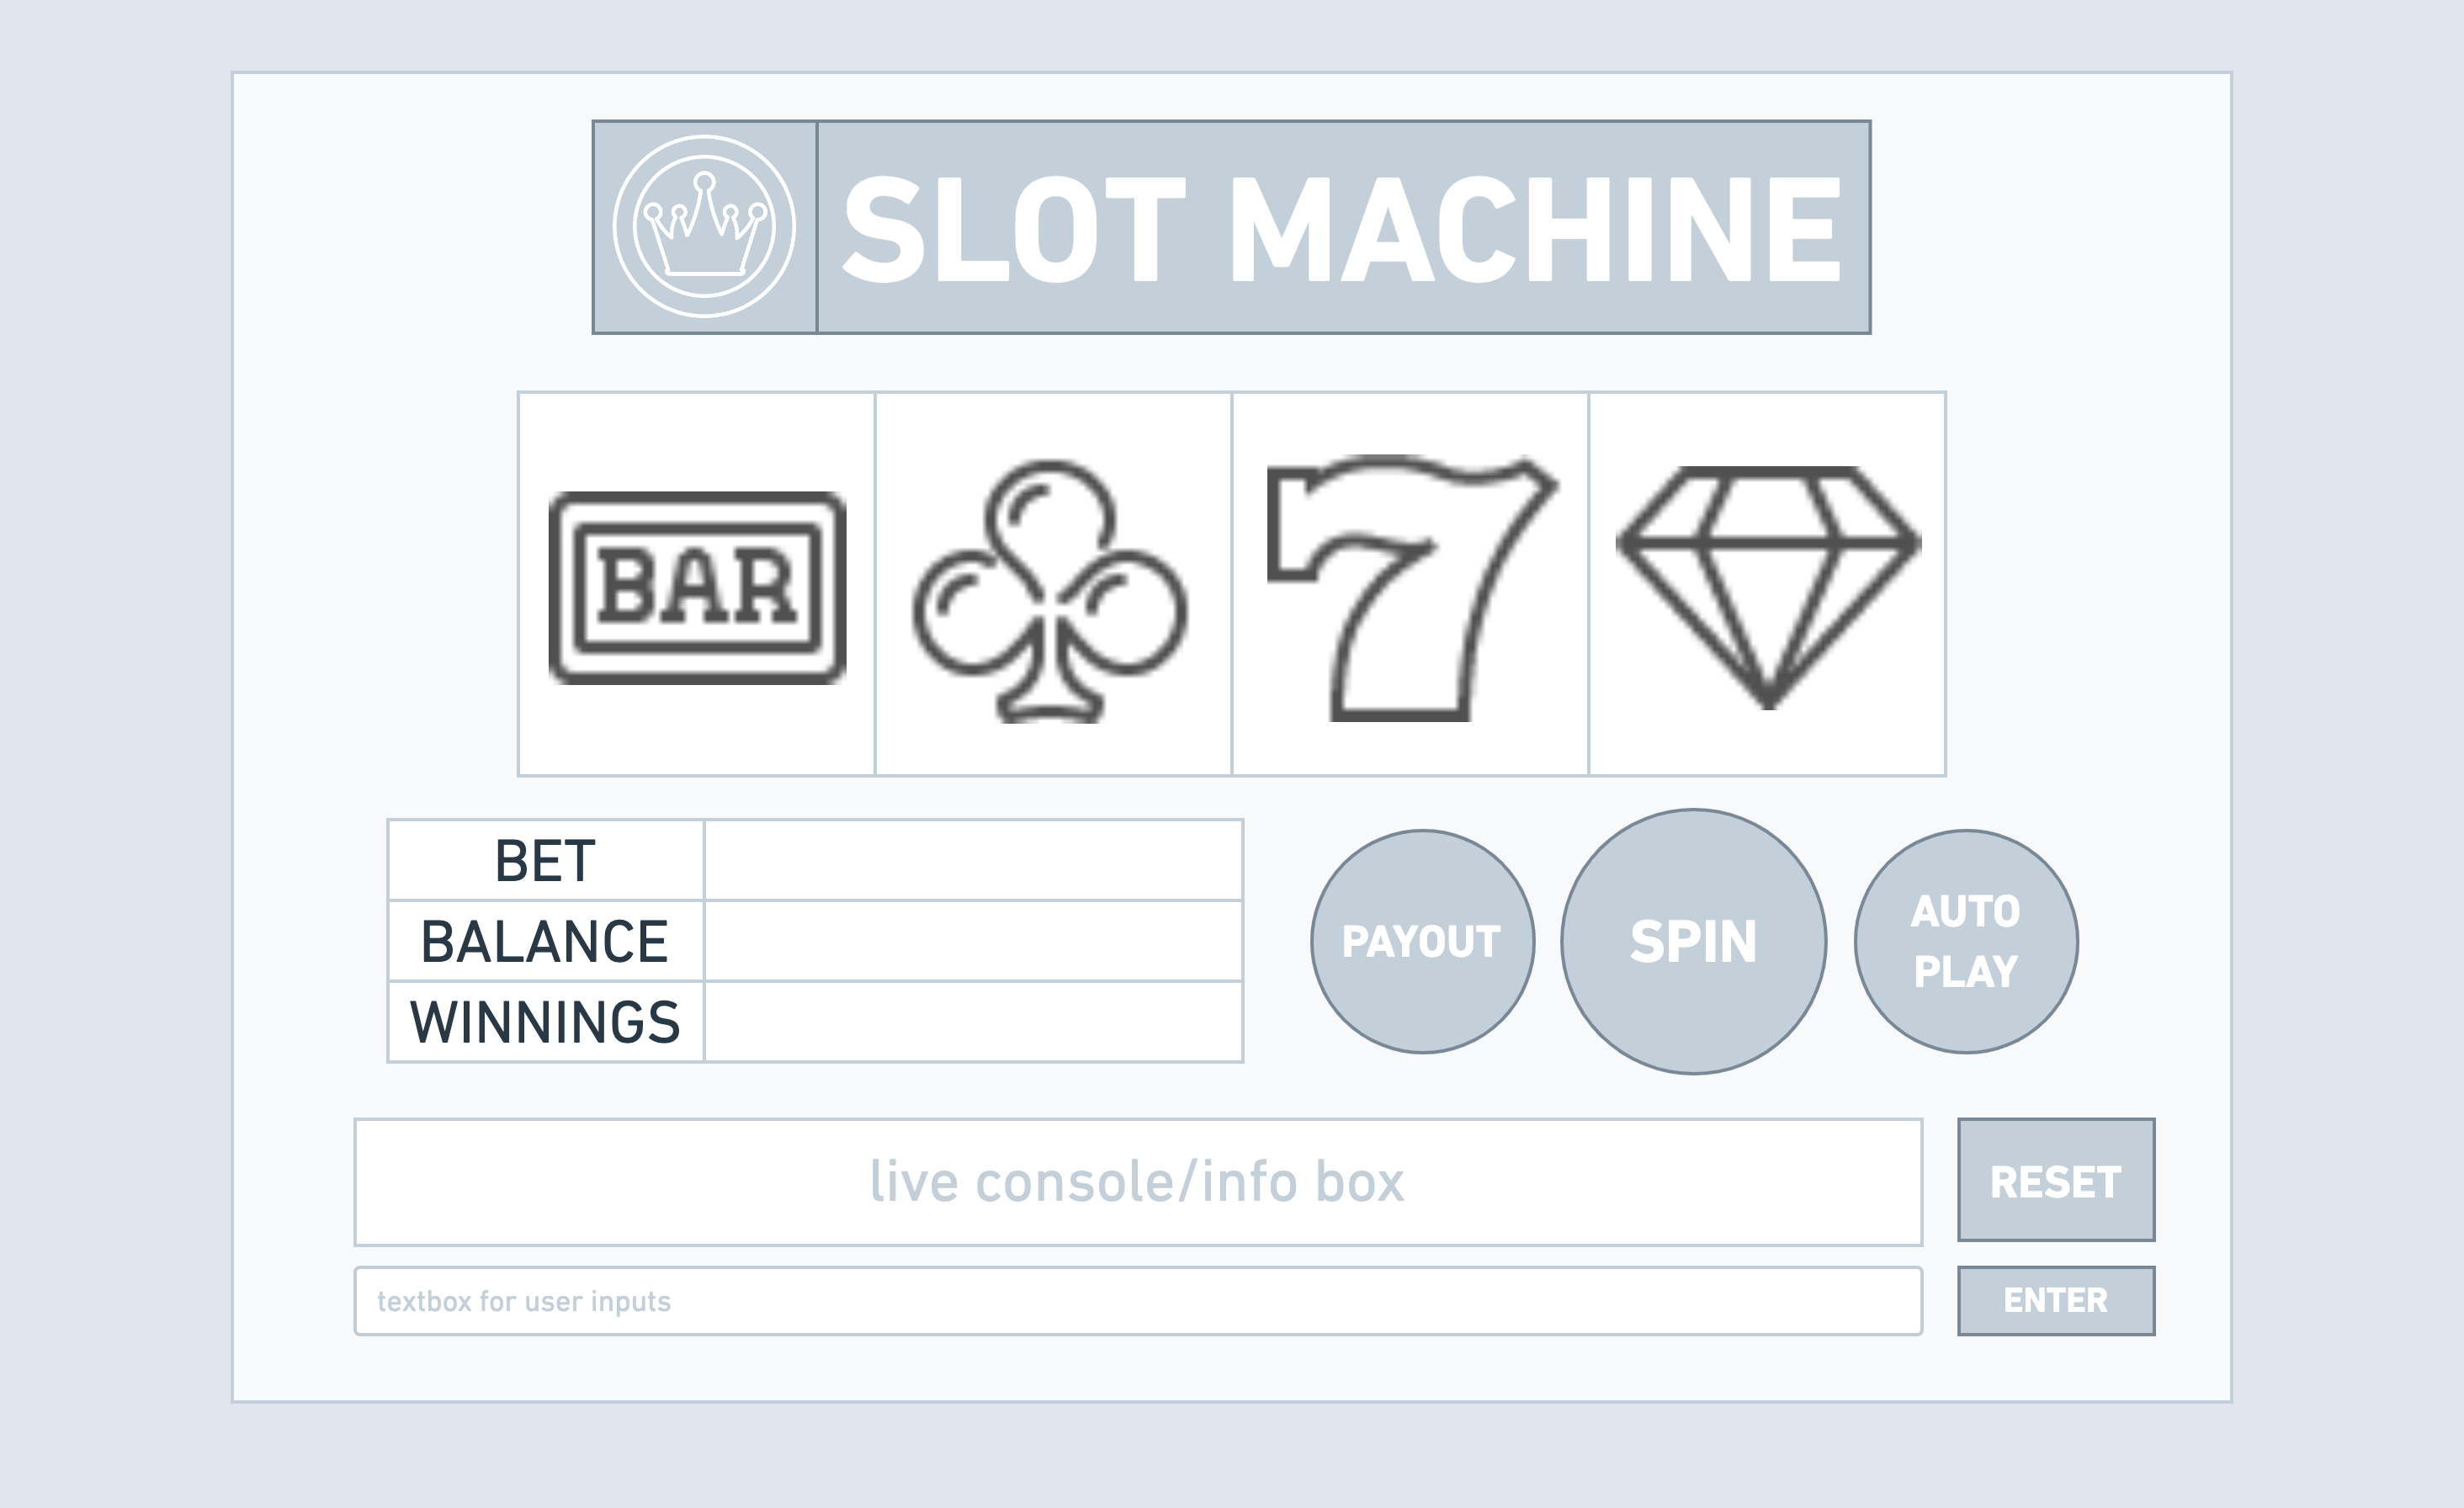 SLOT MACHINE
BAR
7
BET
BALANCE
WINNINGS
PAYOUT
SPIN
AUTO
PLAY
live console/info box
RESET
textbox for user inputs
ENTER